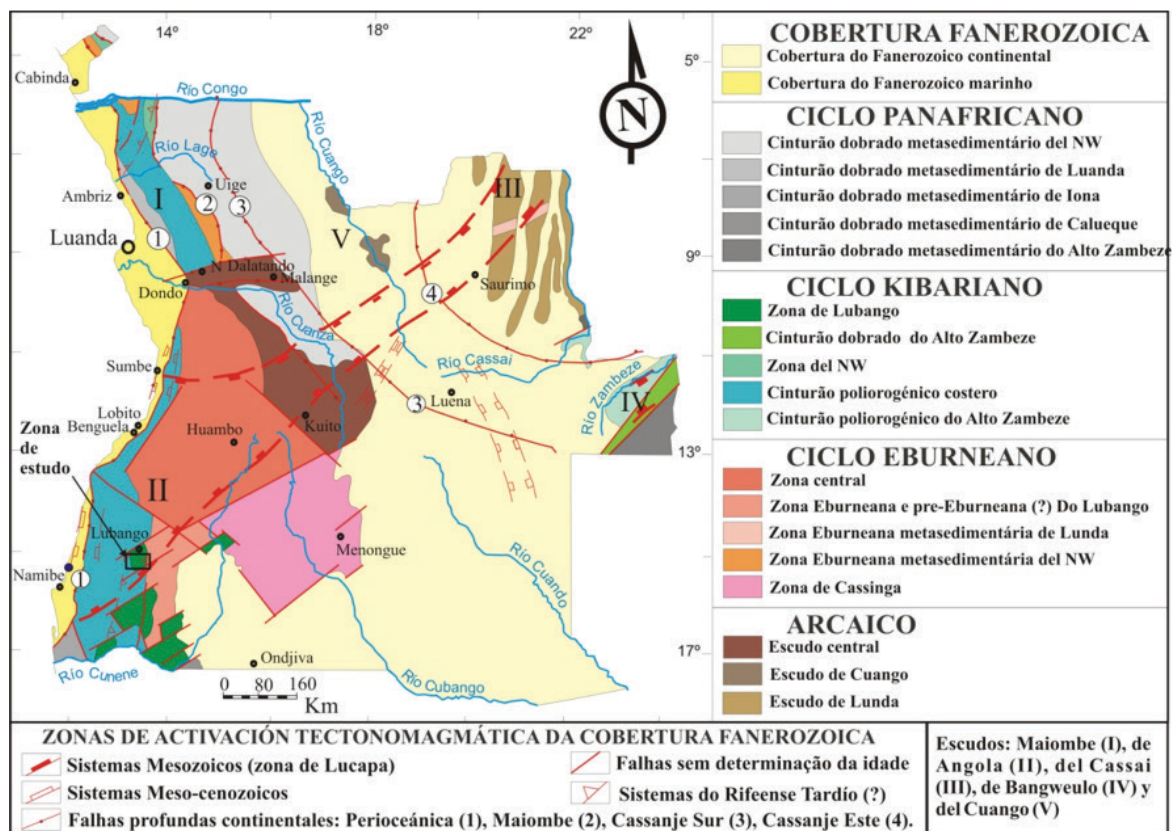 14°
18°
22°
5°
9°
13°
17°
Cabinda
Río Congo
Río Cuango
Río Lage
Uige
Ambriz
I
2
3
III
V
Luanda
1
N Dalatando
Malange
Dondo
4
Saurimo
Río Cuanza
Sumbe
Río Cassai
Río Zambeze
IV
3
Luena
Lobito
Benguela
Kuito
Huambo
Zona
de
estudo
II
Lubango
Menongue
Namibe
1
Río Cuando
Ondjiva
Río Cunene
Río Cubango
0 80 160
Km
N
COBERTURA FANEROZOICA
Cobertura do Fanerozoico continental
Cobertura do Fanerozoico marinho
CICLO PANAFRICANO
Cinturão dobrado metasedimentário del NW
Cinturão dobrado metasedimentário de Luanda
Cinturão dobrado metasedimentário de Iona
Cinturão dobrado metasedimentário de Calueque
Cinturão dobrado metasedimentário do Alto Zambeze
CICLO KIBARIANO
Zona de Lubango
Cinturão dobrado do Alto Zambeze
Zona del NW
Cinturão poliorogénico costero
Cinturão poliorogénico do Alto Zambeze
CICLO EBURNEANO
Zona central
Zona Eburneana e pre-Eburneana (?) Do Lubango
Zona Eburneana metasedimentária de Lunda
Zona Eburneana metasedimentária del NW
Zona de Cassinga
ARCAICO
Escudo central
Escudo de Cuango
Escudo de Lunda
ZONAS DE ACTIVACIÓN TECTONOMAGMÁTICA DA COBERTURA FANEROZOICA
Sistemas Mesozoicos (zona de Lucapa)
Falhas sem determinação da idade
Sistemas Meso-cenozoicos
Sistemas do Rifeense Tardío (?)
Falhas profundas continentales: Perioceánica (1), Maiombe (2), Cassanje Sur (3), Cassanje Este (4).
Escudos: Maiombe (I), de
Angola (II), del Cassai
(III), de Bangweulo (IV) y
del Cuango (V)